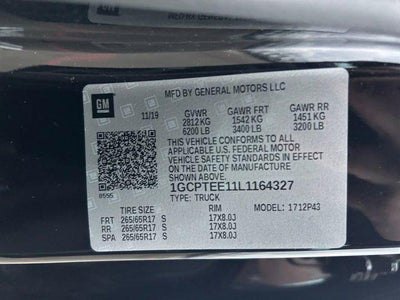 GM
MFD BY GENERAL MOTORS LLC
11/19
GVWR GAWR FRT GAWR RR
2812 KG 1542 KG 1451 KG
6200 LB 3400 LB 3200 LB
THIS VEHICLE CONFORMS TO ALL APPLICABLE
U.S. FEDERAL MOTOR
VEHICLE SAFETY STANDARDS IN EFFECT ON THE
DATE OF MANUFACTURE SHOWN ABOVE.
8595
1GCPTEE11L1164327
TYPE: TRUCK
TIRE SIZE RIM MODEL: 1712P43
FRT 265/65R17 S 17X8.0J
RR 265/65R17 S 17X8.0J
SPA 265/65R17 S 17X8.0J